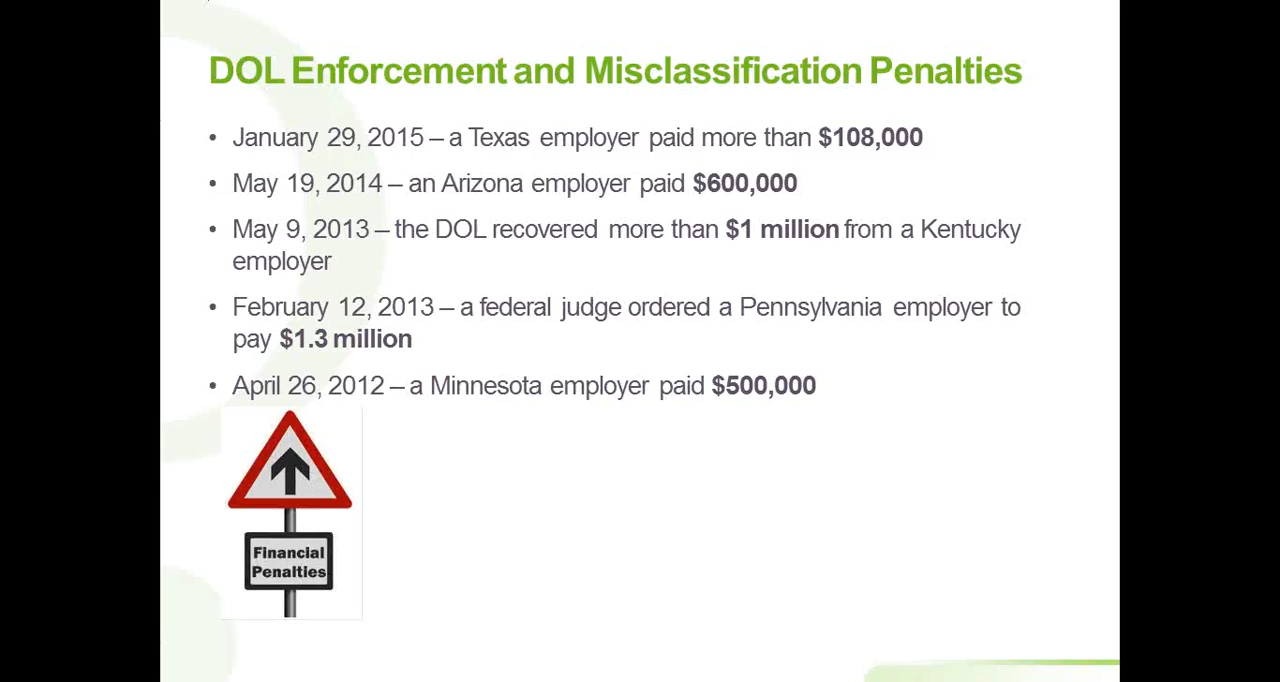 DOL Enforcement and Misclassification Penalties
• January 29, 2015 – a Texas employer paid more than $108,000
• May 19, 2014 – an Arizona employer paid $600,000
• May 9, 2013 – the DOL recovered more than $1 million from a Kentucky
employer
• February 12, 2013 – a federal judge ordered a Pennsylvania employer to
pay $1.3 million
• April 26, 2012 – a Minnesota employer paid $500,000
Financial
Penalties